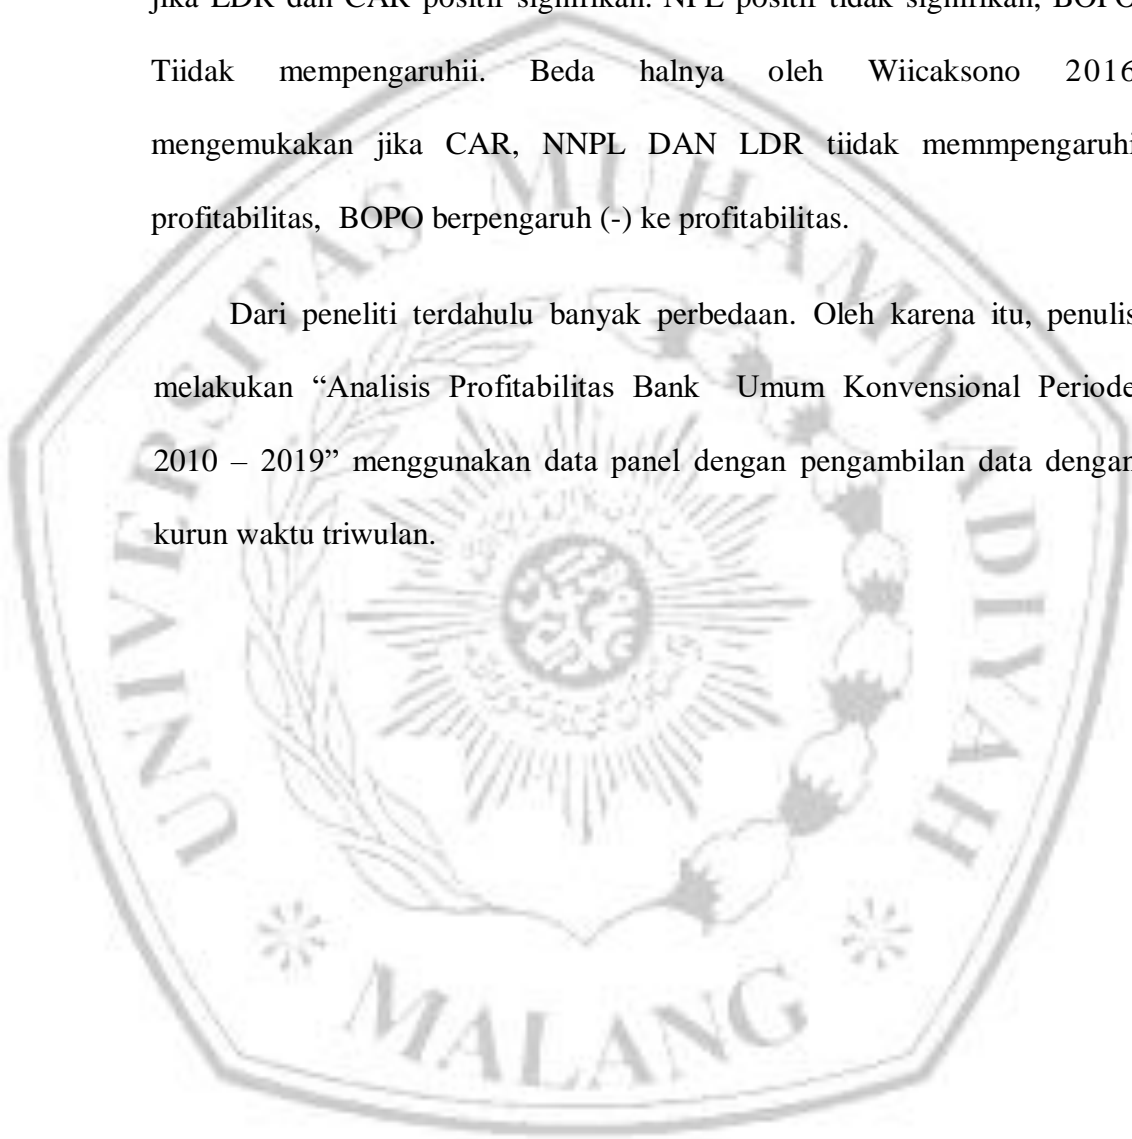 jika LDR dan CAR positif signifikan. NPL positif tidak signifikan, BOPO
Tiidak mempengaruhii. Beda halnya oleh Wiicaksono 2016
mengemukakan jika CAR, NNPL DAN LDR tiidak memmpengaruhi
profitabilitas, BOPO berpengaruh (-) ke profitabilitas.
Dari peneliti terdahulu banyak perbedaan. Oleh karena itu, penulis
melakukan “Analisis Profitabilitas Bank Umum Konvensional Periode
2010 – 2019” menggunakan data panel dengan pengambilan data dengan
kurun waktu triwulan.
UNIVERSITAS MUHAMMADIYAH
MALANG